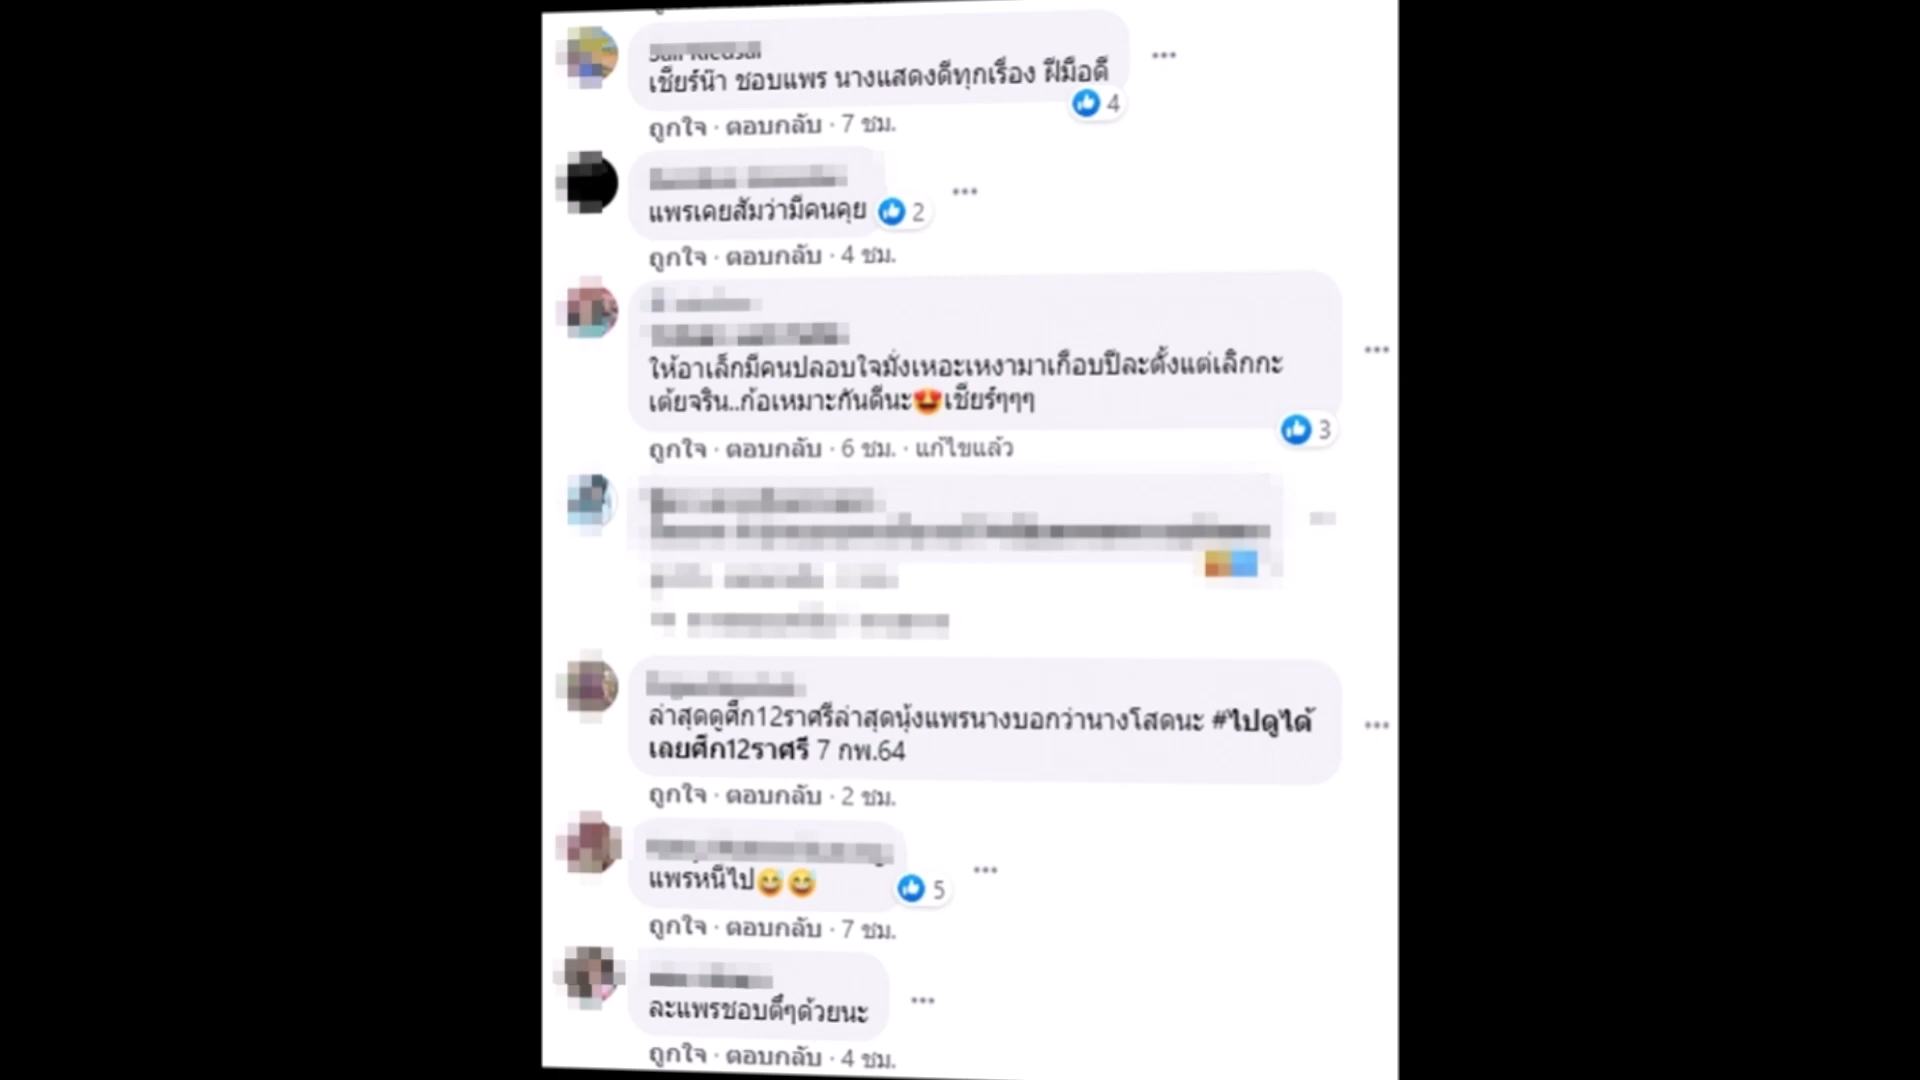 เชียร์น๊า ชอบแพร นางแสดงดีทุกเรื่อง ฝีมือดี
4
ถูกใจ · ตอบกลับ · 7 ชม.
แพรเคยสัมว่ามีคนคุย
2
ถูกใจ · ตอบกลับ · 4 ชม.
ให้อาเล็กมีคนปลอบใจมั่งเหอะเหงามาเกือบปีละตั้งแต่เลิกกะ
เต้ยจริน..ก้อเหมาะกันดีนะ😍เชียร์ๆๆๆ
3
ถูกใจ · ตอบกลับ · 6 ชม. · แก้ไขแล้ว
ล่าสุดดูศึก12ราศรีล่าสุดนุ้งแพรนางบอกว่านางโสดนะ #ไปดูได้
เลยศึก12ราศรี 7 กพ.64
ถูกใจ · ตอบกลับ · 2 ชม.
แพรหนีไป😅😅
5
ถูกใจ · ตอบกลับ · 7 ชม.
ละแพรชอบตี๋ๆด้วยนะ
ถูกใจ · ตอบกลับ · 4 ชม.